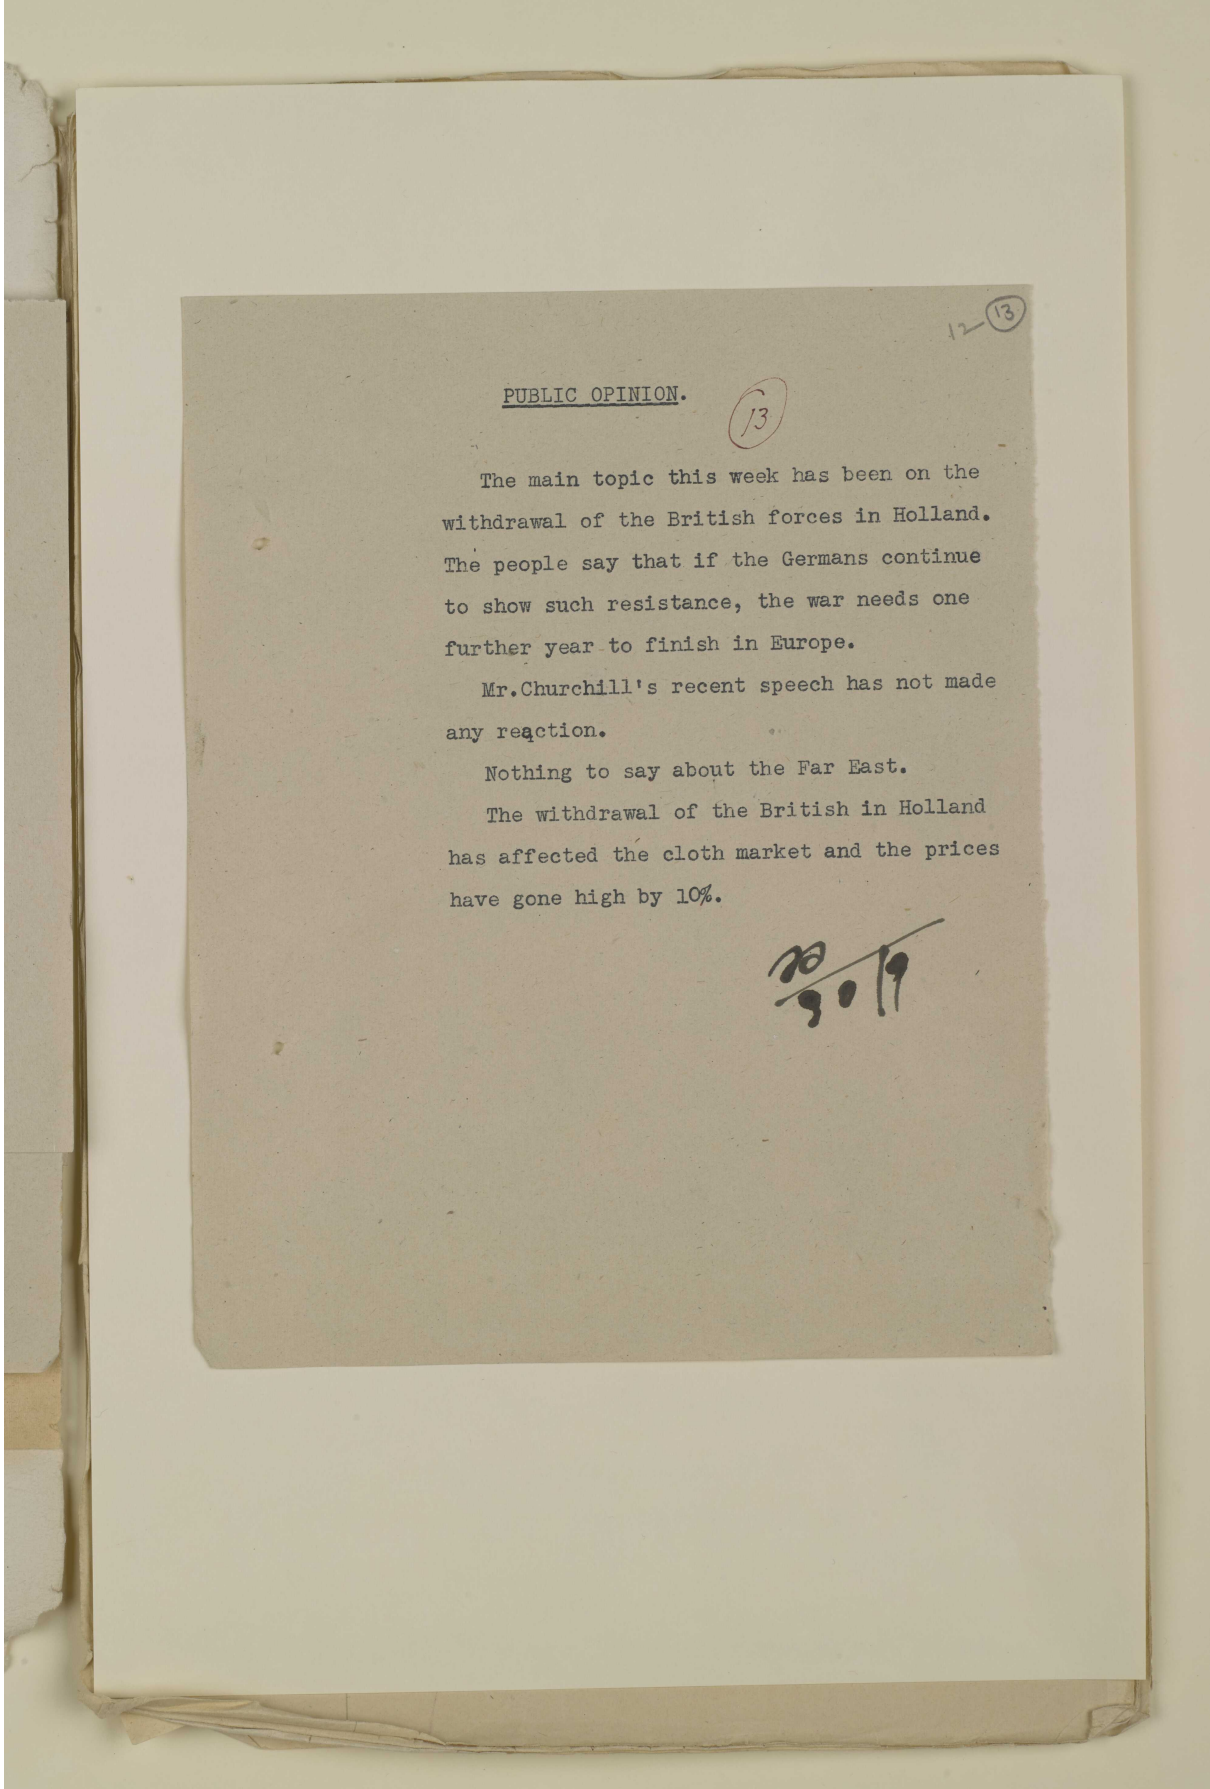 12 13
PUBLIC OPINION.
13
The main topic this week has been on the
withdrawal of the British forces in Holland.
The people say that if the Germans continue
to show such resistance, the war needs one
further year to finish in Europe.
Mr.Churchill's recent speech has not made
any reaction.
Nothing to say about the Far East.
The withdrawal of the British in Holland
has affected the cloth market and the prices
have gone high by 10%.